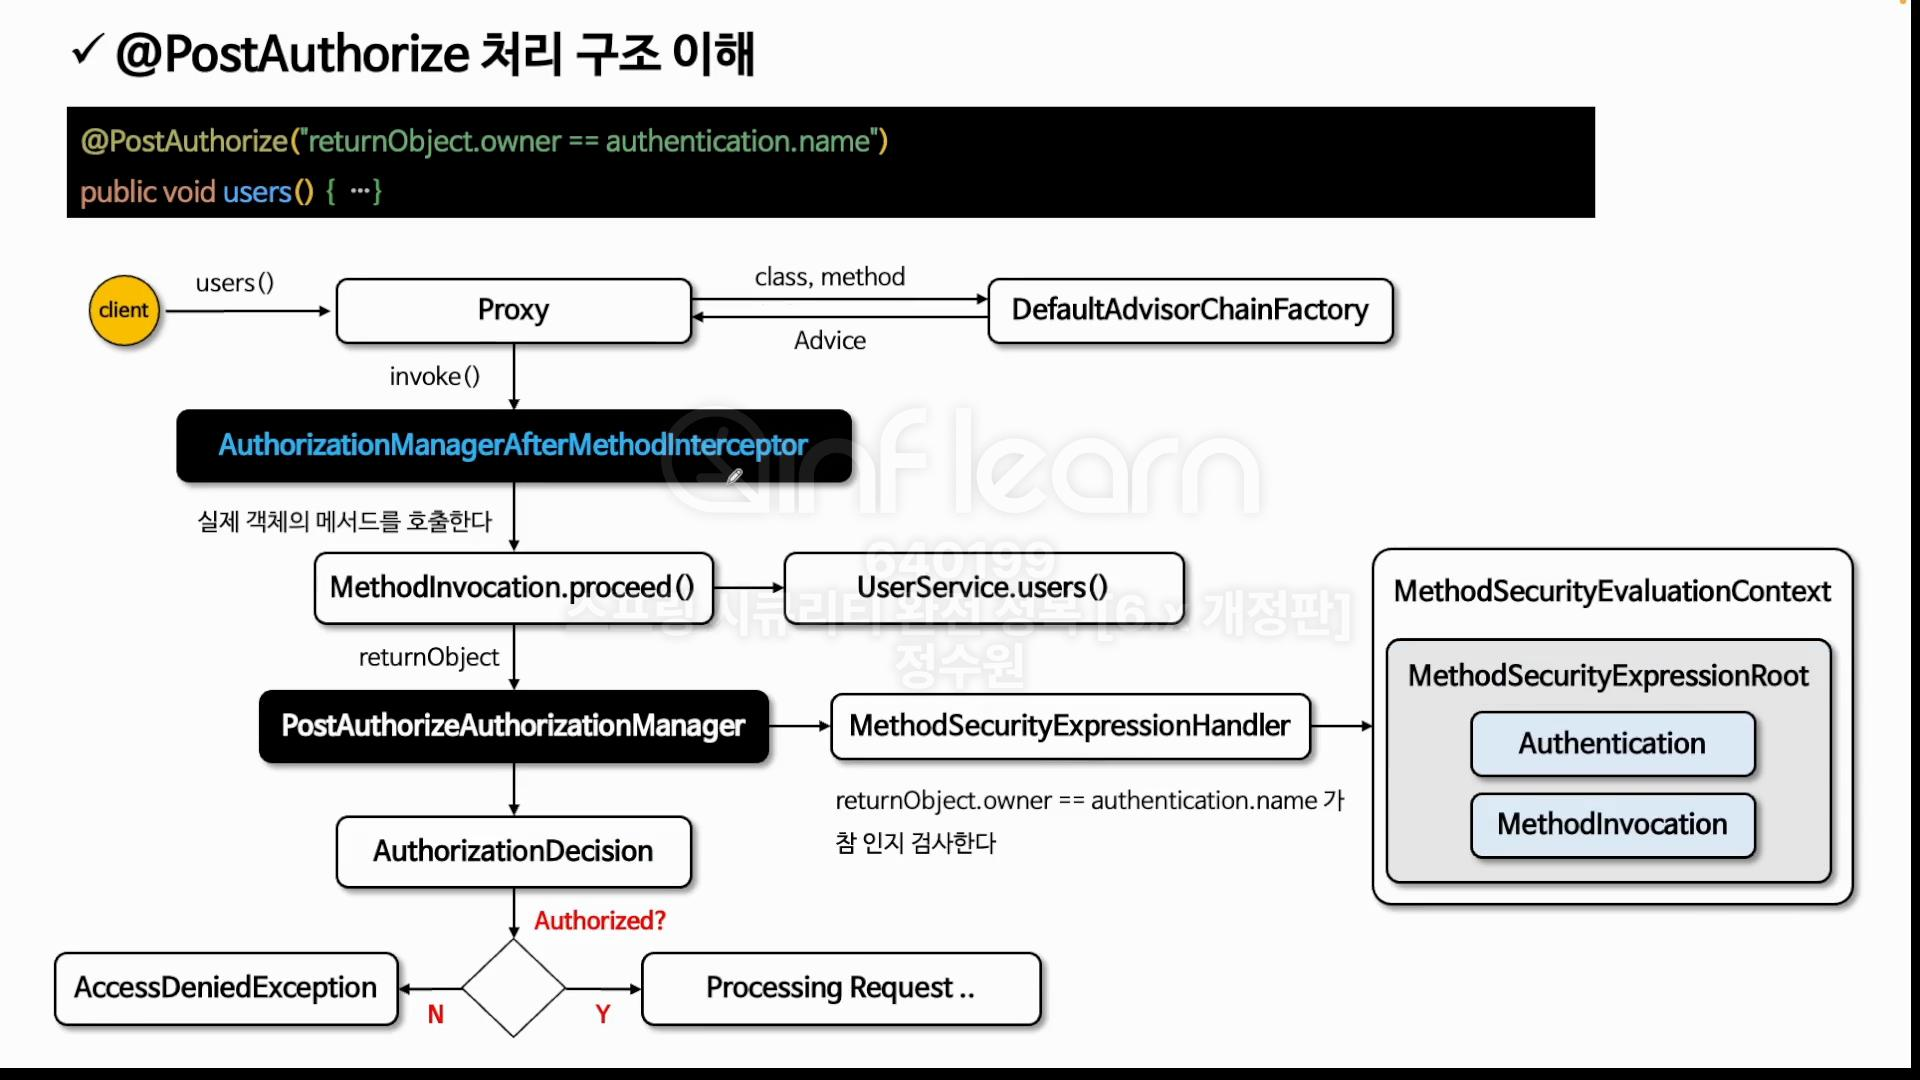 ✓ @PostAuthorize 처리 구조 이해
@PostAuthorize("returnObject.owner == authentication.name")
public void users() { ···}
client
users()
Proxy
class, method
Advice
DefaultAdvisorChainFactory
invoke()
AuthorizationManagerAfterMethodInterceptor
inflearn
실제 객체의 메서드를 호출한다
640199
MethodInvocation.proceed()
UserService.users()
스프링 시큐리티 완전 정복 [6.x 개정판]
정수원
MethodSecurityEvaluationContext
returnObject
MethodSecurityExpressionRoot
PostAuthorizeAuthorizationManager
MethodSecurityExpressionHandler
Authentication
returnObject.owner == authentication.name 가
참 인지 검사한다
MethodInvocation
AuthorizationDecision
Authorized?
AccessDeniedException
N
Y
Processing Request ..